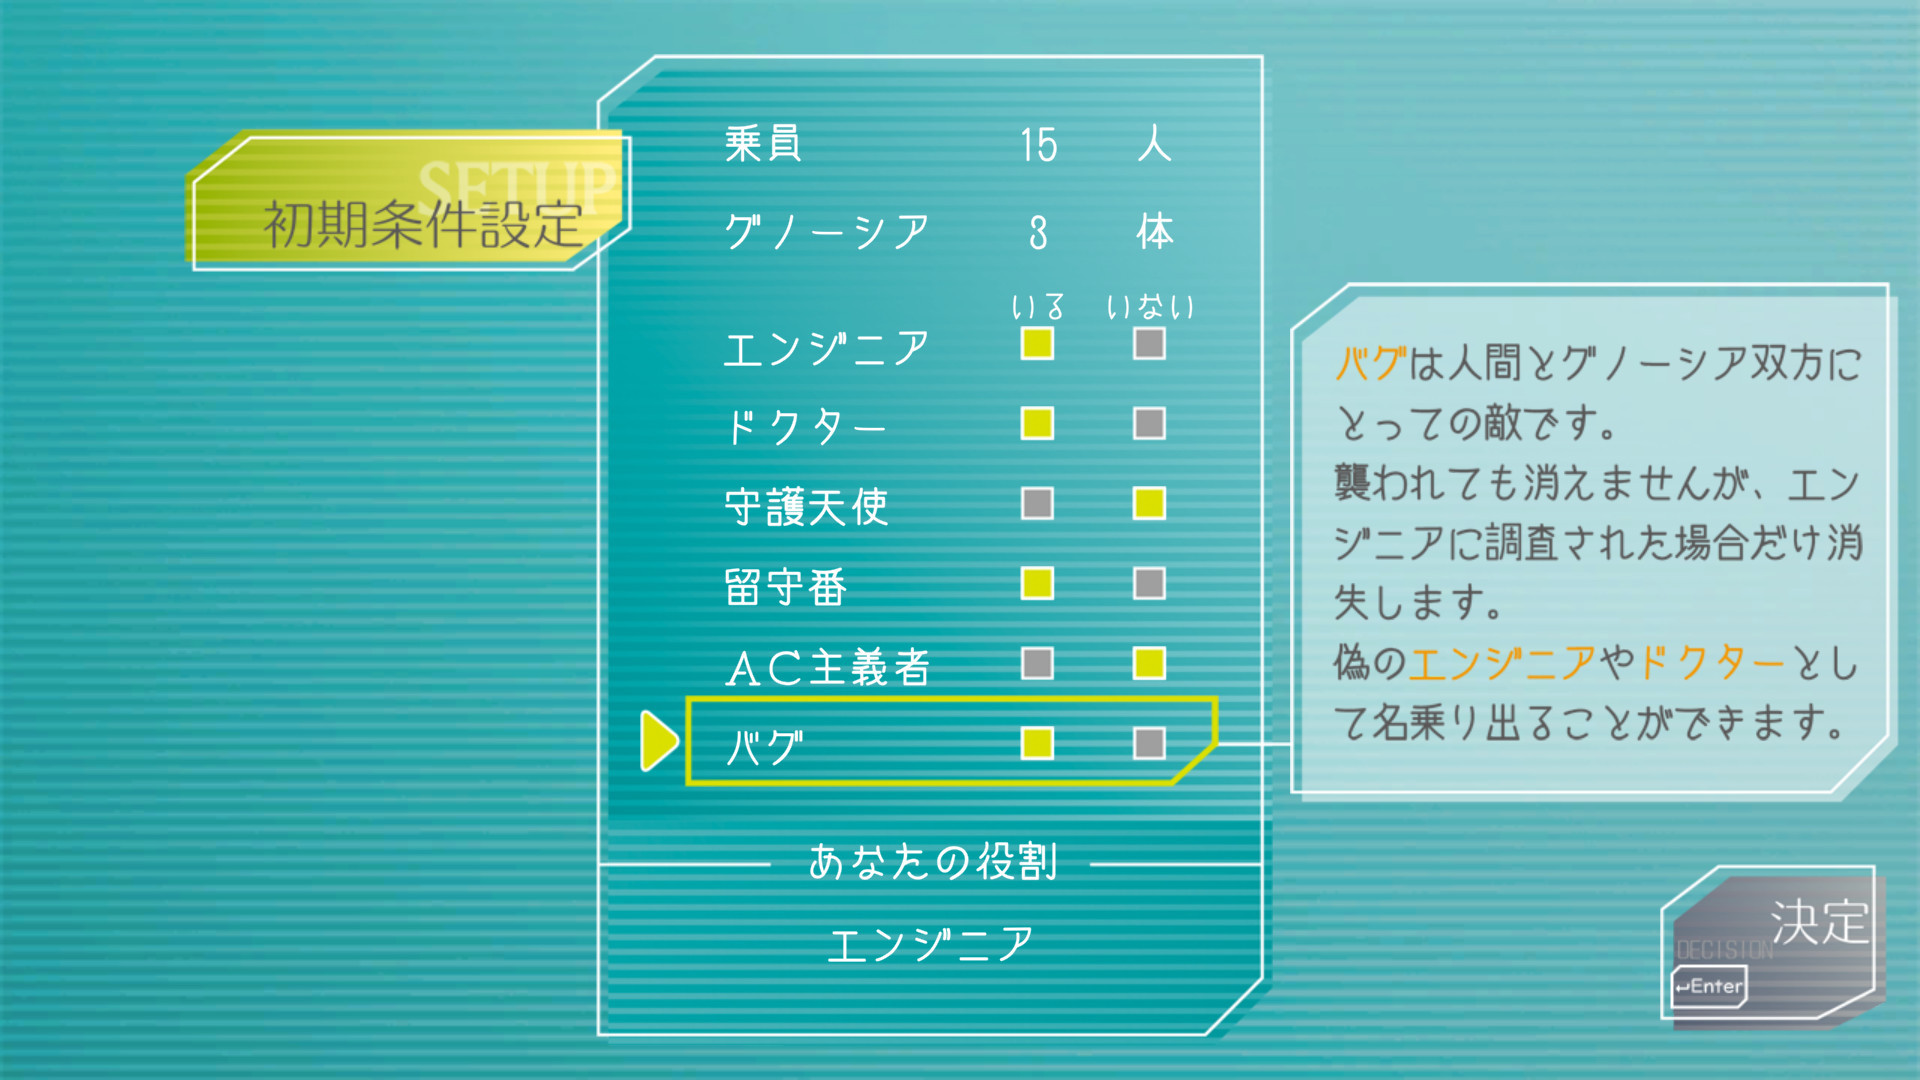 SETUP
初期条件設定
乗員 15 人
グノーシア 3 体
いる いない
エンジニア
ドクター
守護天使
留守番
AC主義者
バグ
あなたの役割
エンジニア
バグは人間とグノーシア双方に
とっての敵です。
襲われても消えませんが、エン
ジニアに調査された場合だけ消
失します。
偽のエンジニアやドクターとし
て名乗り出ることができます。
決定
DECISION
↵Enter